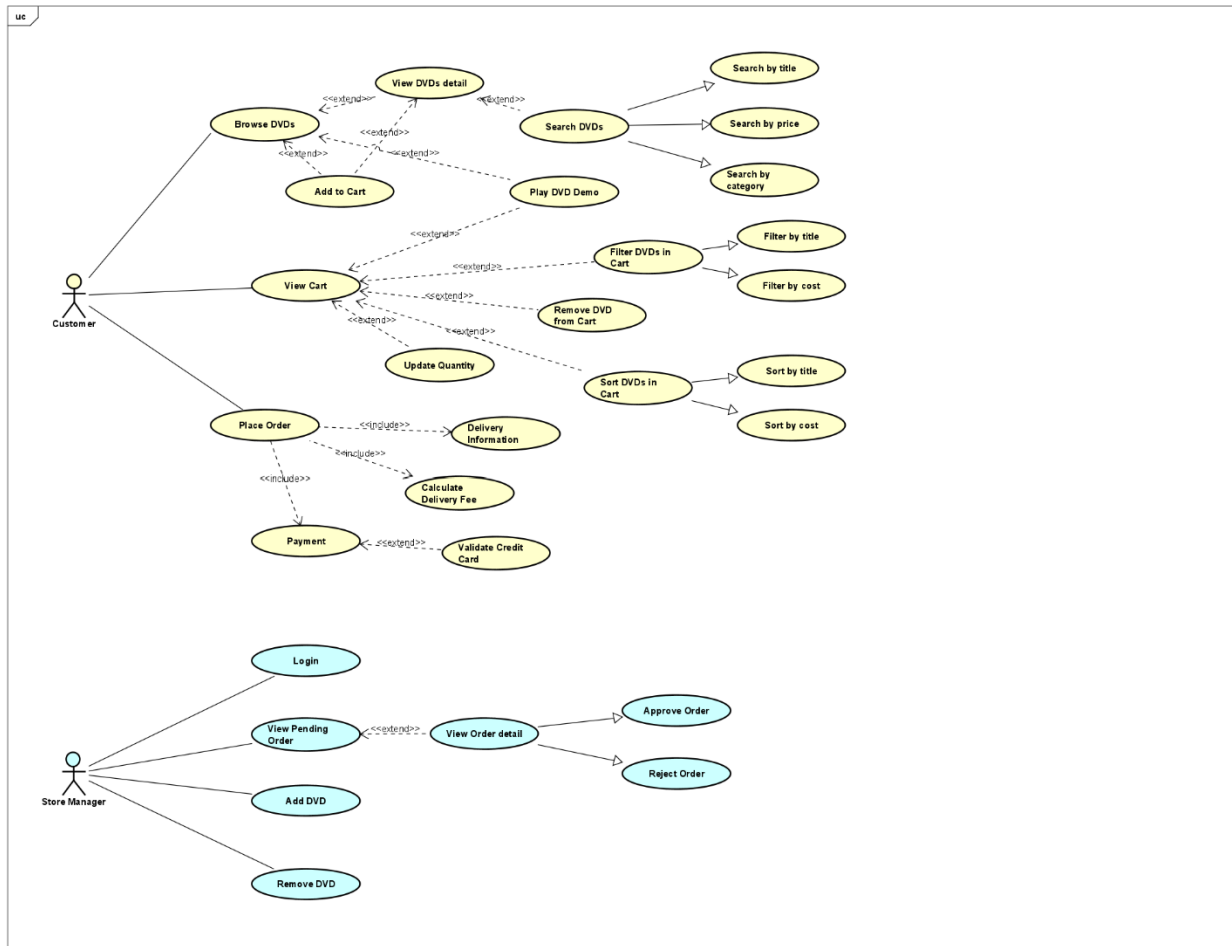 uc
Search by title
View DVDs detail
<<extend>>
<<extend>>
Browse DVDs
Search DVDs
Search by price
<<extend>>
<<extend>>
<<extend>>
Add to Cart
Play DVD Demo
Search by
category
<<extend>>
Filter by title
Filter DVDs in
Cart
<<extend>>
View Cart
Filter by cost
Customer
<<extend>>
Remove DVD
from Cart
<<extend>>
<<extend>>
Update Quantity
Sort by title
Sort DVDs in
Cart
Place Order
<<include>>
Delivery
Information
Sort by cost
<<include>>
<<include>>
Calculate
Delivery Fee
Payment
<<extend>>
Validate Credit
Card
Login
Approve Order
View Pending
Order
<<extend>>
View Order detail
Reject Order
Store Manager
Add DVD
Remove DVD